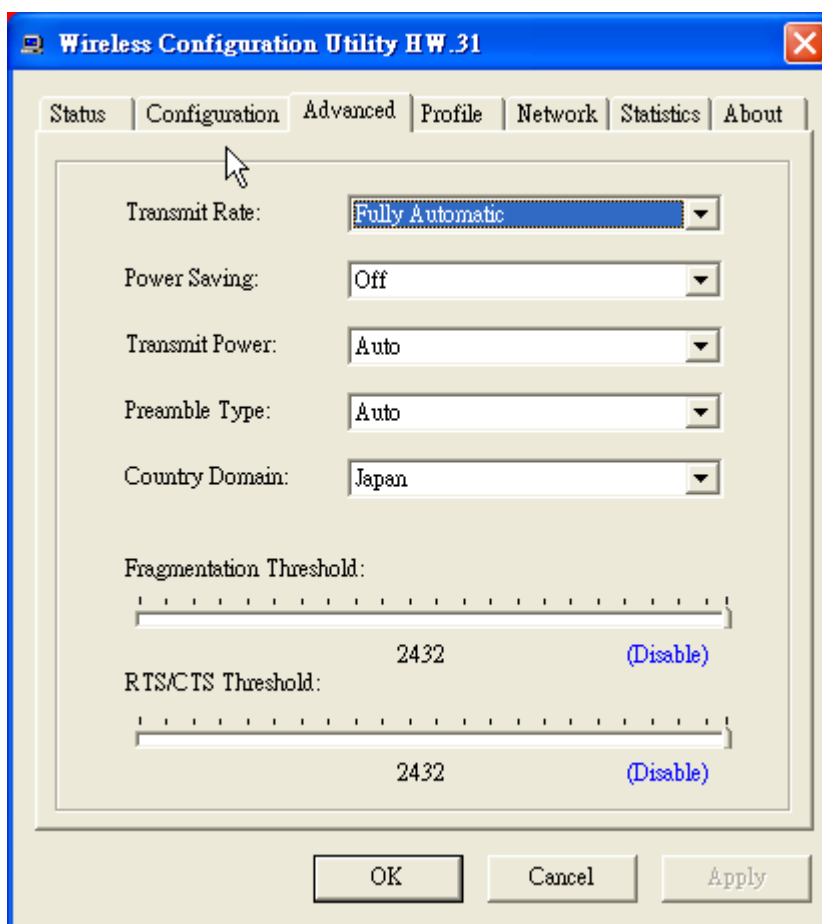 Wireless Configuration Utility HW.31
Status Configuration Advanced Profile Network Statistics About
Transmit Rate: Fully Automatic
Power Saving: Off
Transmit Power: Auto
Preamble Type: Auto
Country Domain: Japan
Fragmentation Threshold:
2432 (Disable)
RTS/CTS Threshold:
2432 (Disable)
OK Cancel Apply